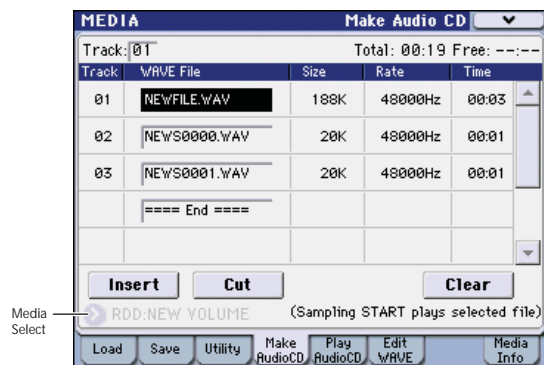 MEDIA Make Audio CD
Track: 01 Total: 00:19 Free: --:--
Track WAVE File Size Rate Time
01 NEWFILE.WAV 188K 48000Hz 00:03
02 NEWS0000.WAV 20K 48000Hz 00:01
03 NEWS0001.WAV 20K 48000Hz 00:01
==== End ====
Insert Cut Clear
Media Select
RDD:NEW VOLUME (Sampling START plays selected file)
Load Save Utility Make AudioCD Play AudioCD Edit WAVE Media Info